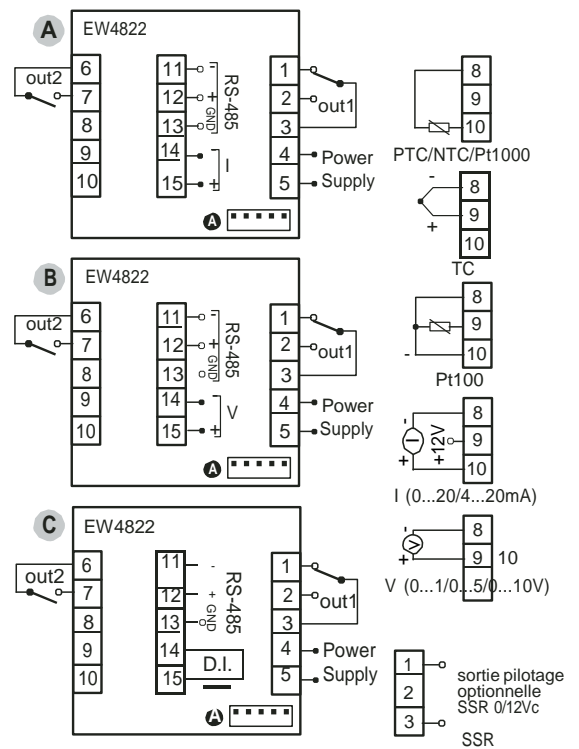 A EW4822
out2
6
7
8
9
10
11 -
12 +
13 GND
RS-485
14 -
15 +
I
1
2
3
out1
4 Power
5 Supply
A
8
9
10
PTC/NTC/Pt1000
-
+
8
9
10
TC
B EW4822
out2
6
7
8
9
10
11 -
12 +
13 GND
RS-485
14 -
15 +
V
1
2
3
out1
4 Power
5 Supply
A
8
9
10
-
Pt100
-
+
I
+12V
8
9
10
I (0...20/4...20mA)
C EW4822
out2
6
7
8
9
10
11 -
12 +
13 GND
RS-485
14
15
D.I.
1
2
3
out1
4 Power
5 Supply
A
-
+
V
8
9 10
V (0...1/0...5/0...10V)
1
2
3
sortie pilotage
optionnelle
SSR 0/12Vc
SSR